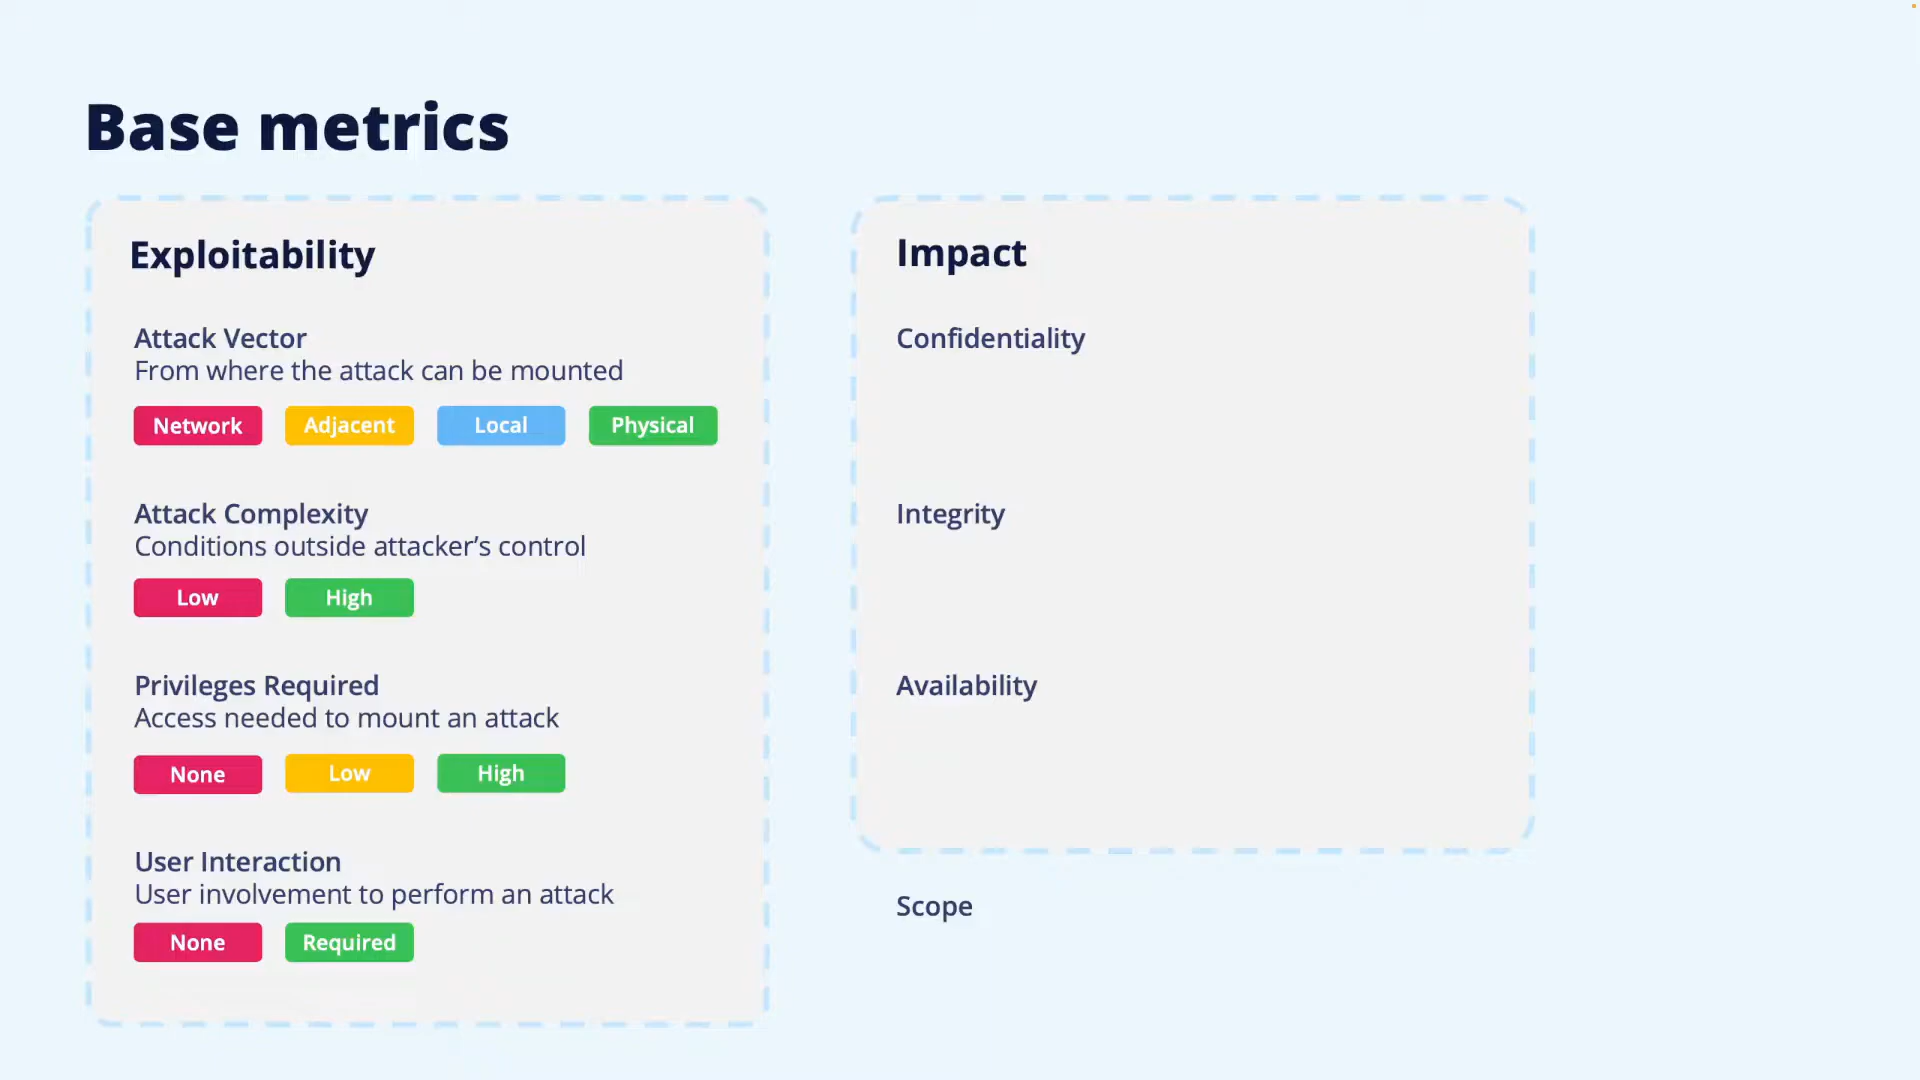 Base metrics
Exploitability
Attack Vector
From where the attack can be mounted
Network Adjacent Local Physical
Attack Complexity
Conditions outside attacker’s control
Low High
Privileges Required
Access needed to mount an attack
None Low High
User Interaction
User involvement to perform an attack
None Required
Impact
Confidentiality
Integrity
Availability
Scope